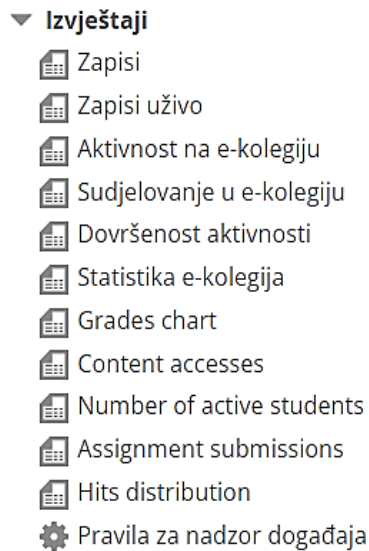 Izvještaji
Zapisi
Zapisi uživo
Aktivnost na e-kolegiju
Sudjelovanje u e-kolegiju
Dovršenost aktivnosti
Statistika e-kolegija
Grades chart
Content accesses
Number of active students
Assignment submissions
Hits distribution
Pravila za nadzor događaja